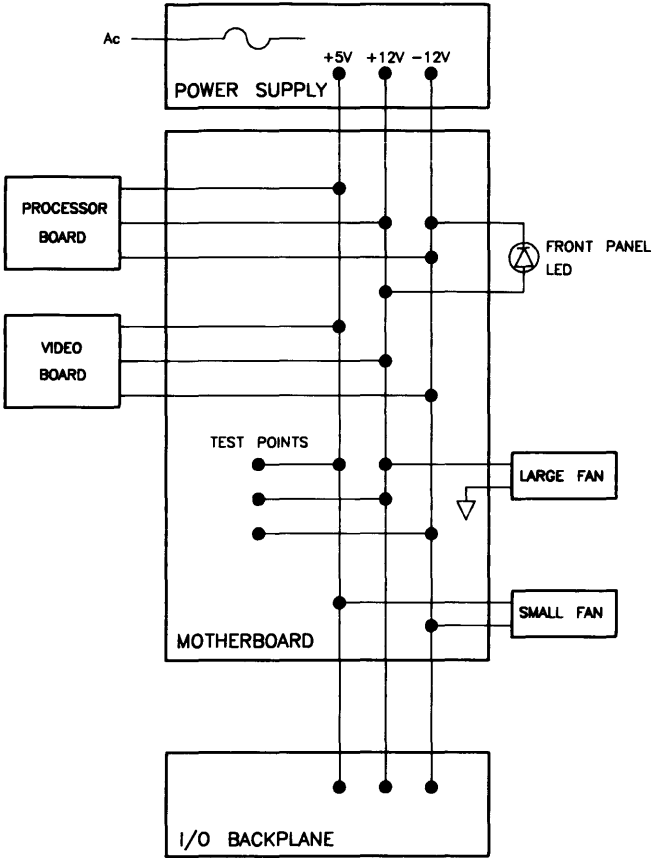 Ac
+5V +12V -12V
POWER SUPPLY
PROCESSOR
BOARD
FRONT PANEL
LED
VIDEO
BOARD
TEST POINTS
LARGE FAN
SMALL FAN
MOTHERBOARD
I/O BACKPLANE